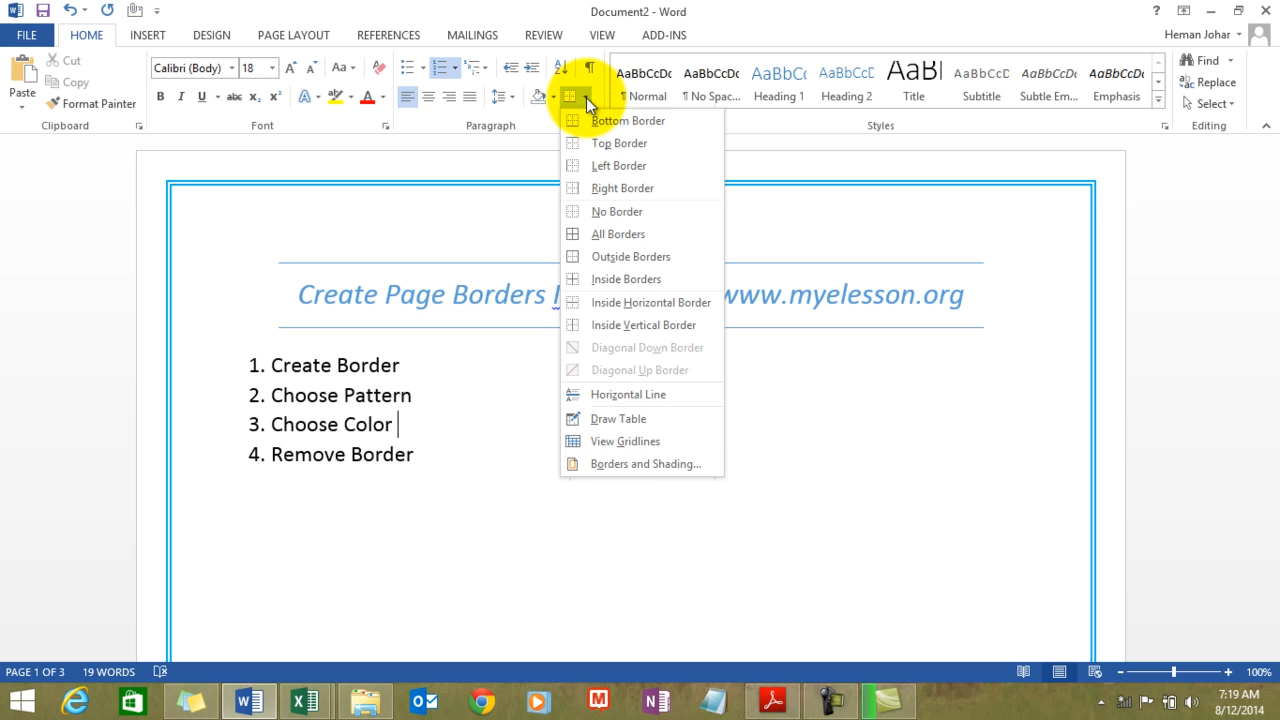 Document2 - Word
Heman Johar
FILE HOME INSERT DESIGN PAGE LAYOUT REFERENCES MAILINGS REVIEW VIEW ADD-INS
Paste
Cut
Copy
Format Painter
Clipboard
Calibri (Body) 18
Font
Paragraph
AaBbCcDc ¶ Normal
AaBbCcDc ¶ No Spac...
AaBbCc Heading 1
AaBbCcC Heading 2
AaBl Title
AaBbCcC Subtitle
AaBbCcDc Subtle Em...
AaBbCcDc Emphasis
Styles
Find
Replace
Select
Editing
Bottom Border
Top Border
Left Border
Right Border
No Border
All Borders
Outside Borders
Inside Borders
Inside Horizontal Border
Inside Vertical Border
Diagonal Down Border
Diagonal Up Border
Horizontal Line
Draw Table
View Gridlines
Borders and Shading...
Create Page Borders www.myelesson.org
1. Create Border
2. Choose Pattern
3. Choose Color
4. Remove Border
PAGE 1 OF 3 19 WORDS 100%
7:19 AM
8/12/2014